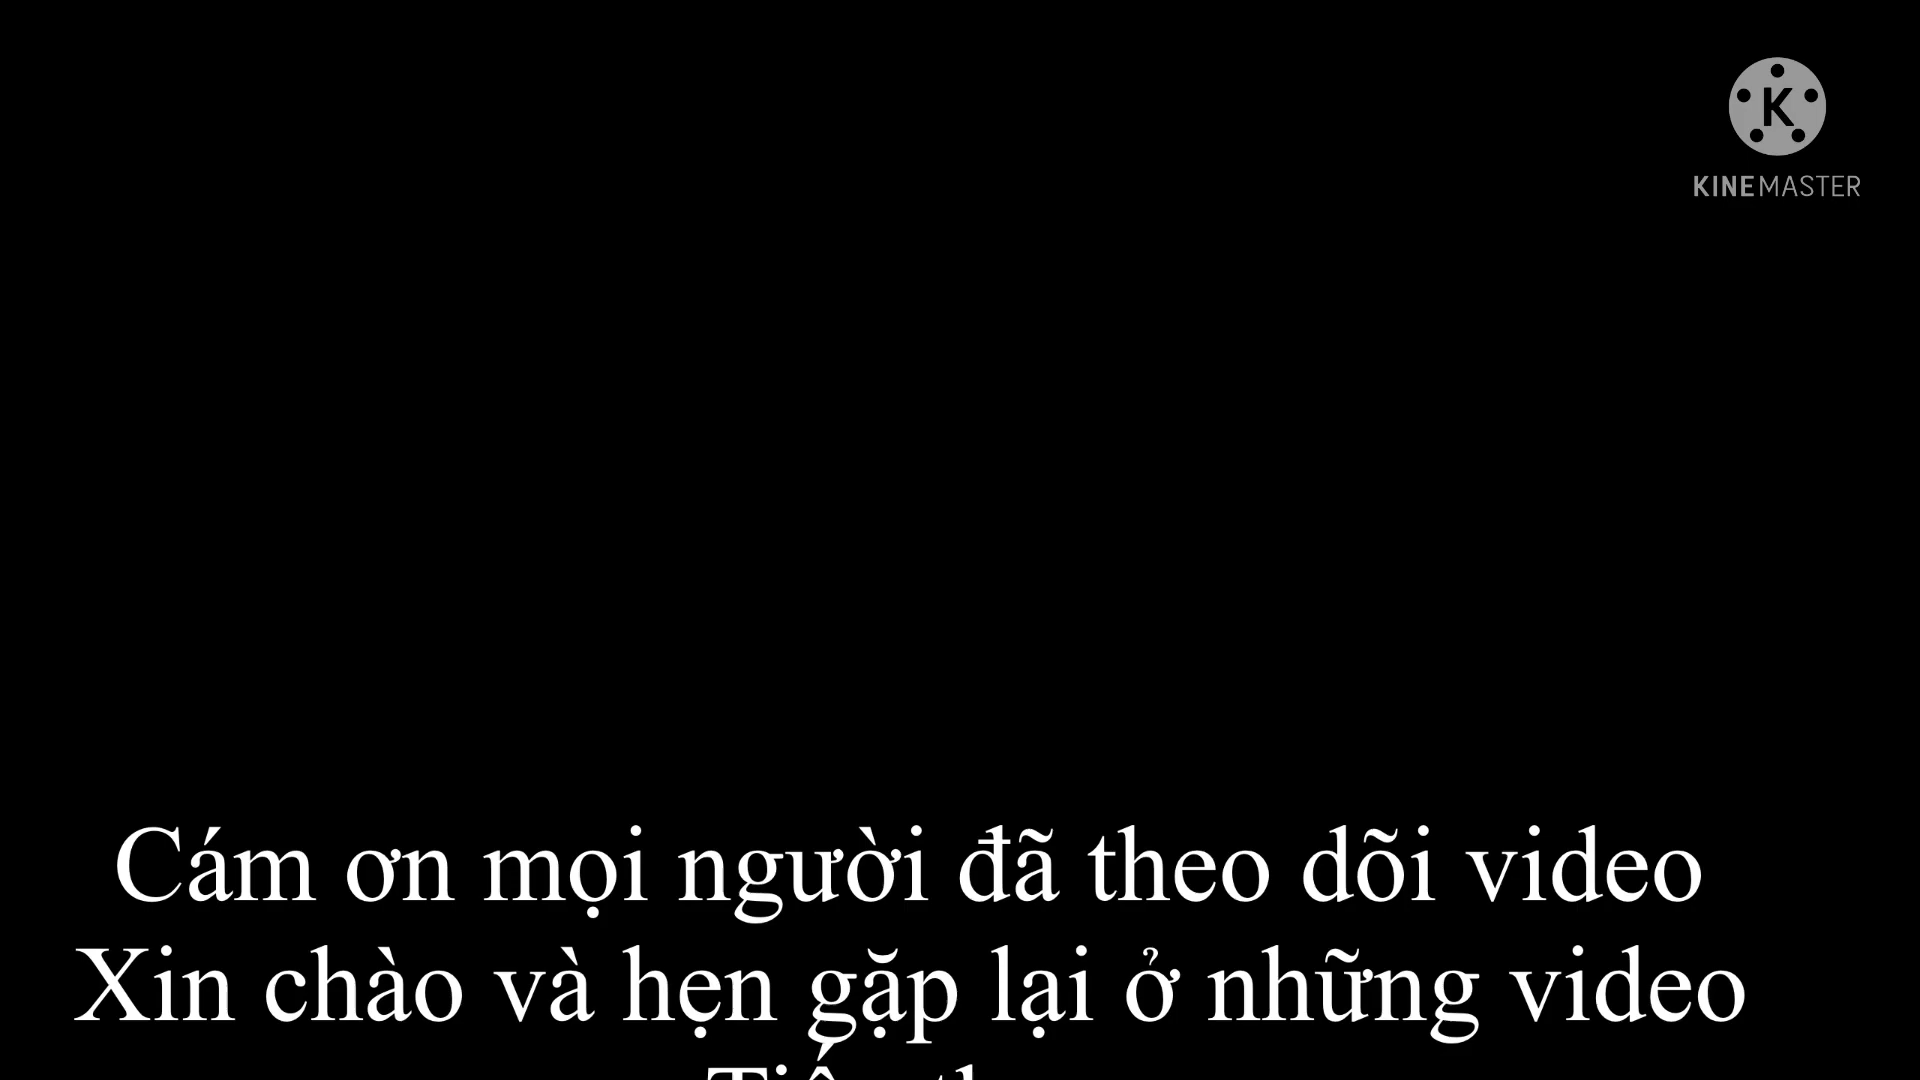 K
KINEMASTER
Cám ơn mọi người đã theo dõi video
Xin chào và hẹn gặp lại ở những video